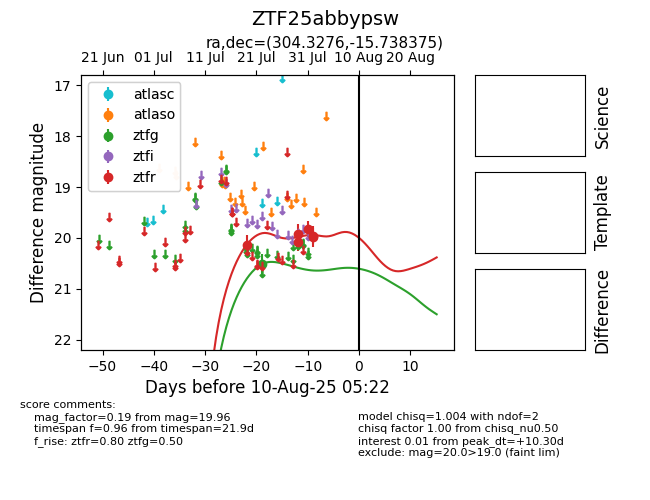 ZTF25abbypsw
ra,dec=(304.3276,-15.738375)
21 Jun 01 Jul 11 Jul 21 Jul 31 Jul 10 Aug 20 Aug
17
18
19
20
21
22
Difference magnitude
atlasc
atlaso
ztfg
ztfi
ztfr
−50 −40 −30 −20 −10 0 10
Days before 10-Aug-25 05:22
Science
Template
Difference
score comments:
mag_factor=0.19 from mag=19.96
timespan f=0.96 from timespan=21.9d
f_rise: ztfr=0.80 ztfg=0.50
model chisq=1.004 with ndof=2
chisq factor 1.00 from chisq_nu0.50
interest 0.01 from peak_dt=+10.30d
exclude: mag=20.0>19.0 (faint lim)